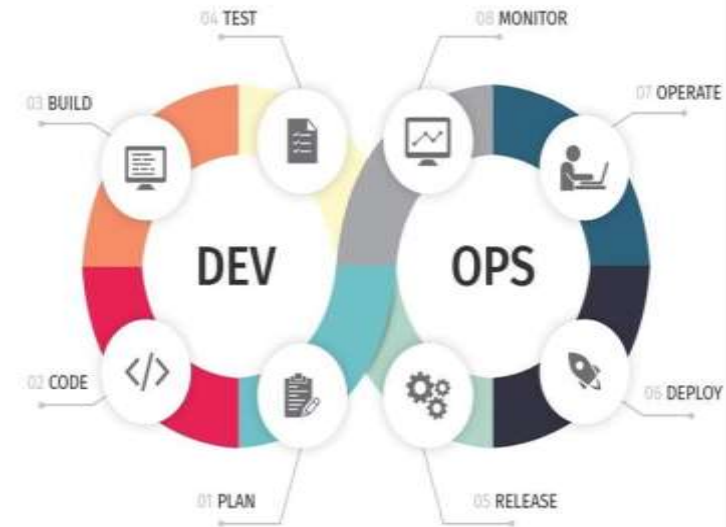 04 TEST
08 MONITOR
03 BUILD
07 OPERATE
DEV
OPS
02 CODE
06 DEPLOY
01 PLAN
05 RELEASE